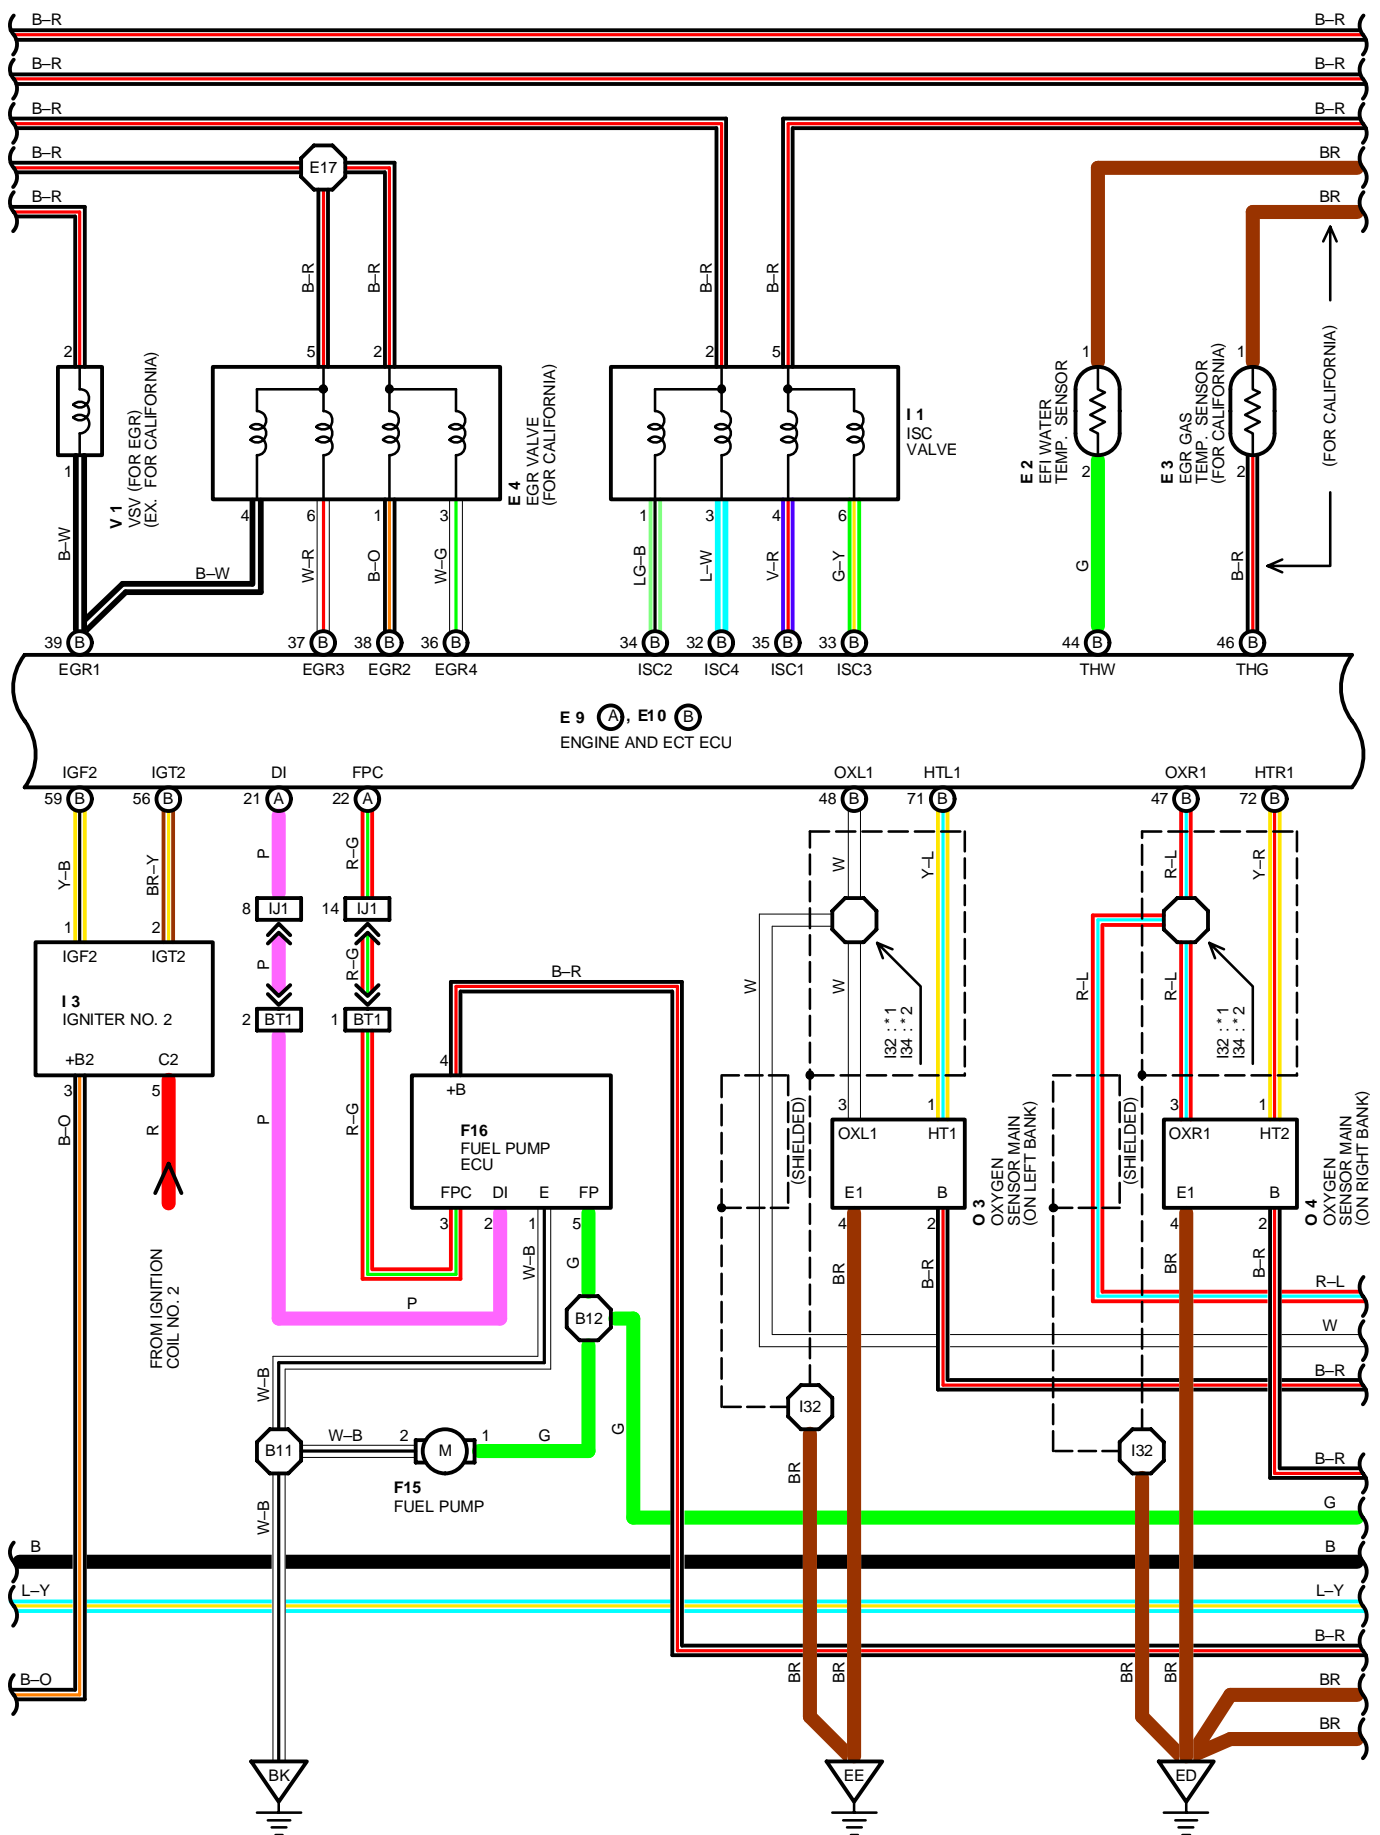 B–R B–R
B–R B–R
B–R B–R
B–R E17 BR
B–R BR
B–R B–R B–R B–R
2 5 2 2 5 1 1
V 1
VSV (FOR EGR)
(EX. FOR CALIFORNIA)
E 4
EGR VALVE
(FOR CALIFORNIA)
I 1
ISC
VALVE
E 2
EFI WATER
TEMP. SENSOR
E 3
EGR GAS
TEMP. SENSOR
(FOR CALIFORNIA)
(FOR CALIFORNIA)
1 4 6 1 3 1 3 4 6 2 2
B–W B–W W–R B–O W–G LG–B L–W V–R G–Y G B–R
39 B 37 B 38 B 36 B 34 B 32 B 35 B 33 B 44 B 46 B
EGR1 EGR3 EGR2 EGR4 ISC2 ISC4 ISC1 ISC3 THW THG
E 9 A , E10 B
ENGINE AND ECT ECU
IGF2 IGT2 DI FPC OXL1 HTL1 OXR1 HTR1
59 B 56 B 21 A 22 A 48 B 71 B 47 B 72 B
Y–B BR–Y P R–G W Y–L R–L Y–R
8 IJ1 14 IJ1
1 2
IGF2 IGT2
P R–G
B–R
W W R–L R–L
I 3
IGNITER NO. 2
2 BT1 1 BT1
I32 : *1
I34 : *2
I32 : *1
I34 : *2
+B2 C2
3 5
B–O R
P R–G
4
+B
F16
FUEL PUMP
ECU
FPC DI E FP
3 2 1 5
W–B G
(SHIELDED)
3 1
OXL1 HT1
E1 B
4 2
BR B–R
O 3
OXYGEN
SENSOR MAIN
(ON LEFT BANK)
(SHIELDED)
3 1
OXR1 HT2
E1 B
4 2
BR B–R
O 4
OXYGEN
SENSOR MAIN
(ON RIGHT BANK)
FROM IGNITION
COIL NO. 2
P
B12
R–L
W
B–R
W–B
I32
B11 W–B 2 M 1 G G
I32
B–R
F15
FUEL PUMP
W–B BR
G
B B
L–Y L–Y
B–R
B–O BR BR BR BR BR
BR
BK EE ED